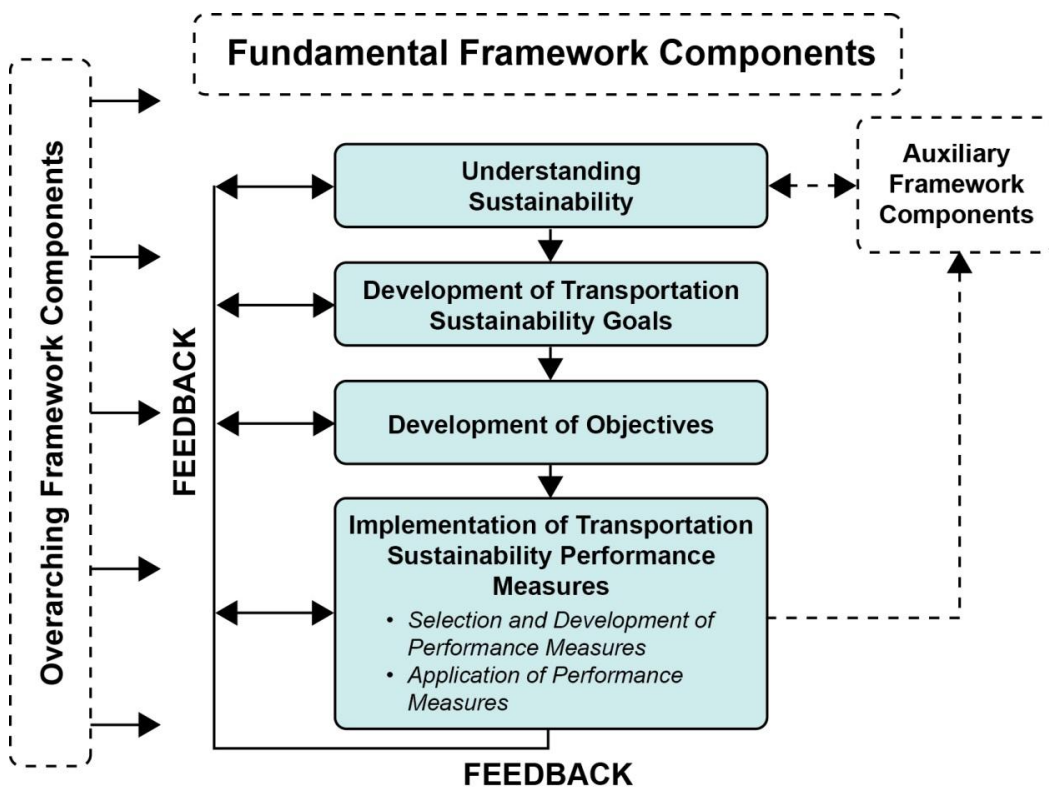 Fundamental Framework Components
Overarching Framework Components
Understanding
Sustainability
Auxiliary
Framework
Components
Development of Transportation
Sustainability Goals
FEEDBACK
Development of Objectives
Implementation of Transportation
Sustainability Performance
Measures
• Selection and Development of
Performance Measures
• Application of Performance
Measures
FEEDBACK